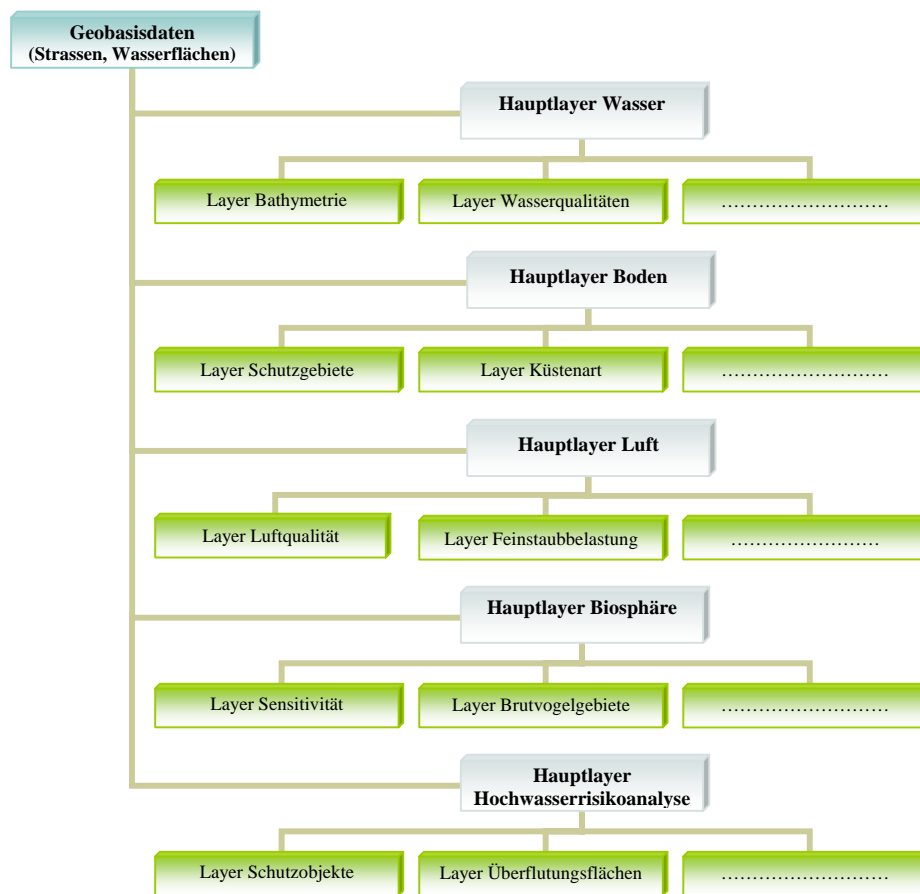 Geobasisdaten
(Strassen, Wasserflächen)
Hauptlayer Wasser
Layer Bathymetrie
Layer Wasserqualitäten
………………………
Hauptlayer Boden
Layer Schutzgebiete
Layer Küstenart
………………………
Hauptlayer Luft
Layer Luftqualität
Layer Feinstaubbelastung
……………………
Hauptlayer Biosphäre
Layer Sensitivität
Layer Brutvogelgebiete
………………………
Hauptlayer
Hochwasserrisikoanalyse
Layer Schutzobjekte
Layer Überflutungsflächen
………………………